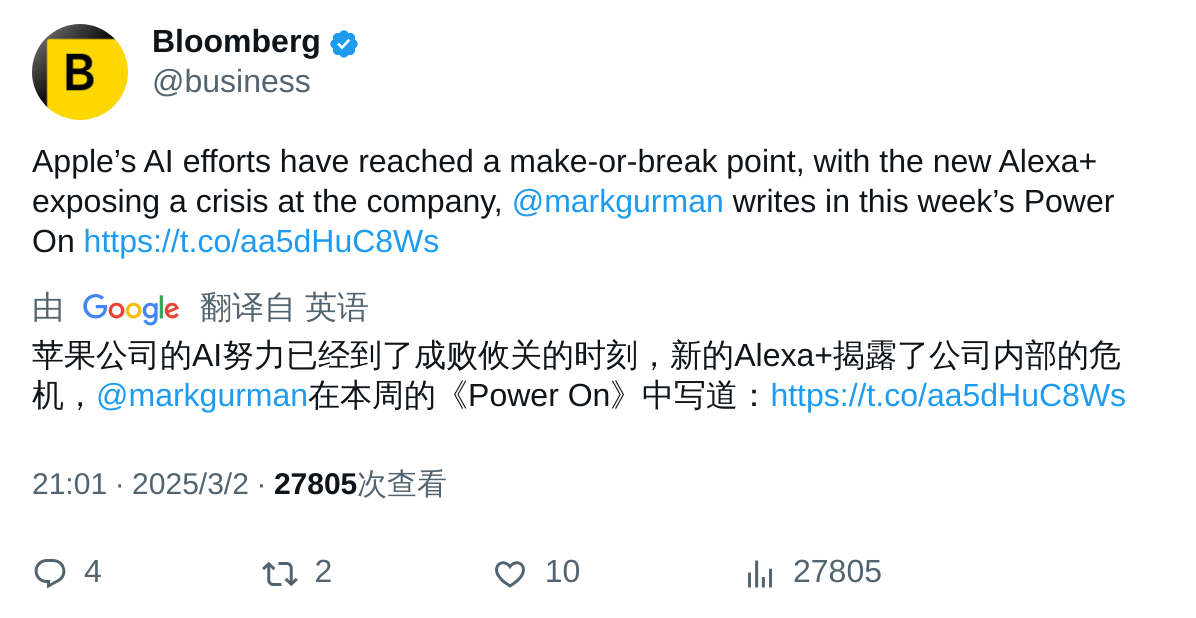 B
Bloomberg
@business
Apple’s AI efforts have reached a make-or-break point, with the new Alexa+
exposing a crisis at the company, @markgurman writes in this week’s Power
On https://t.co/aa5dHuC8Ws
由 Google 翻译自 英语
苹果公司的AI努力已经到了成败攸关的时刻，新的Alexa+揭露了公司内部的危
机，@markgurman在本周的《Power On》中写道：https://t.co/aa5dHuC8Ws
21:01 · 2025/3/2 · 27805次查看
4 2 10 27805